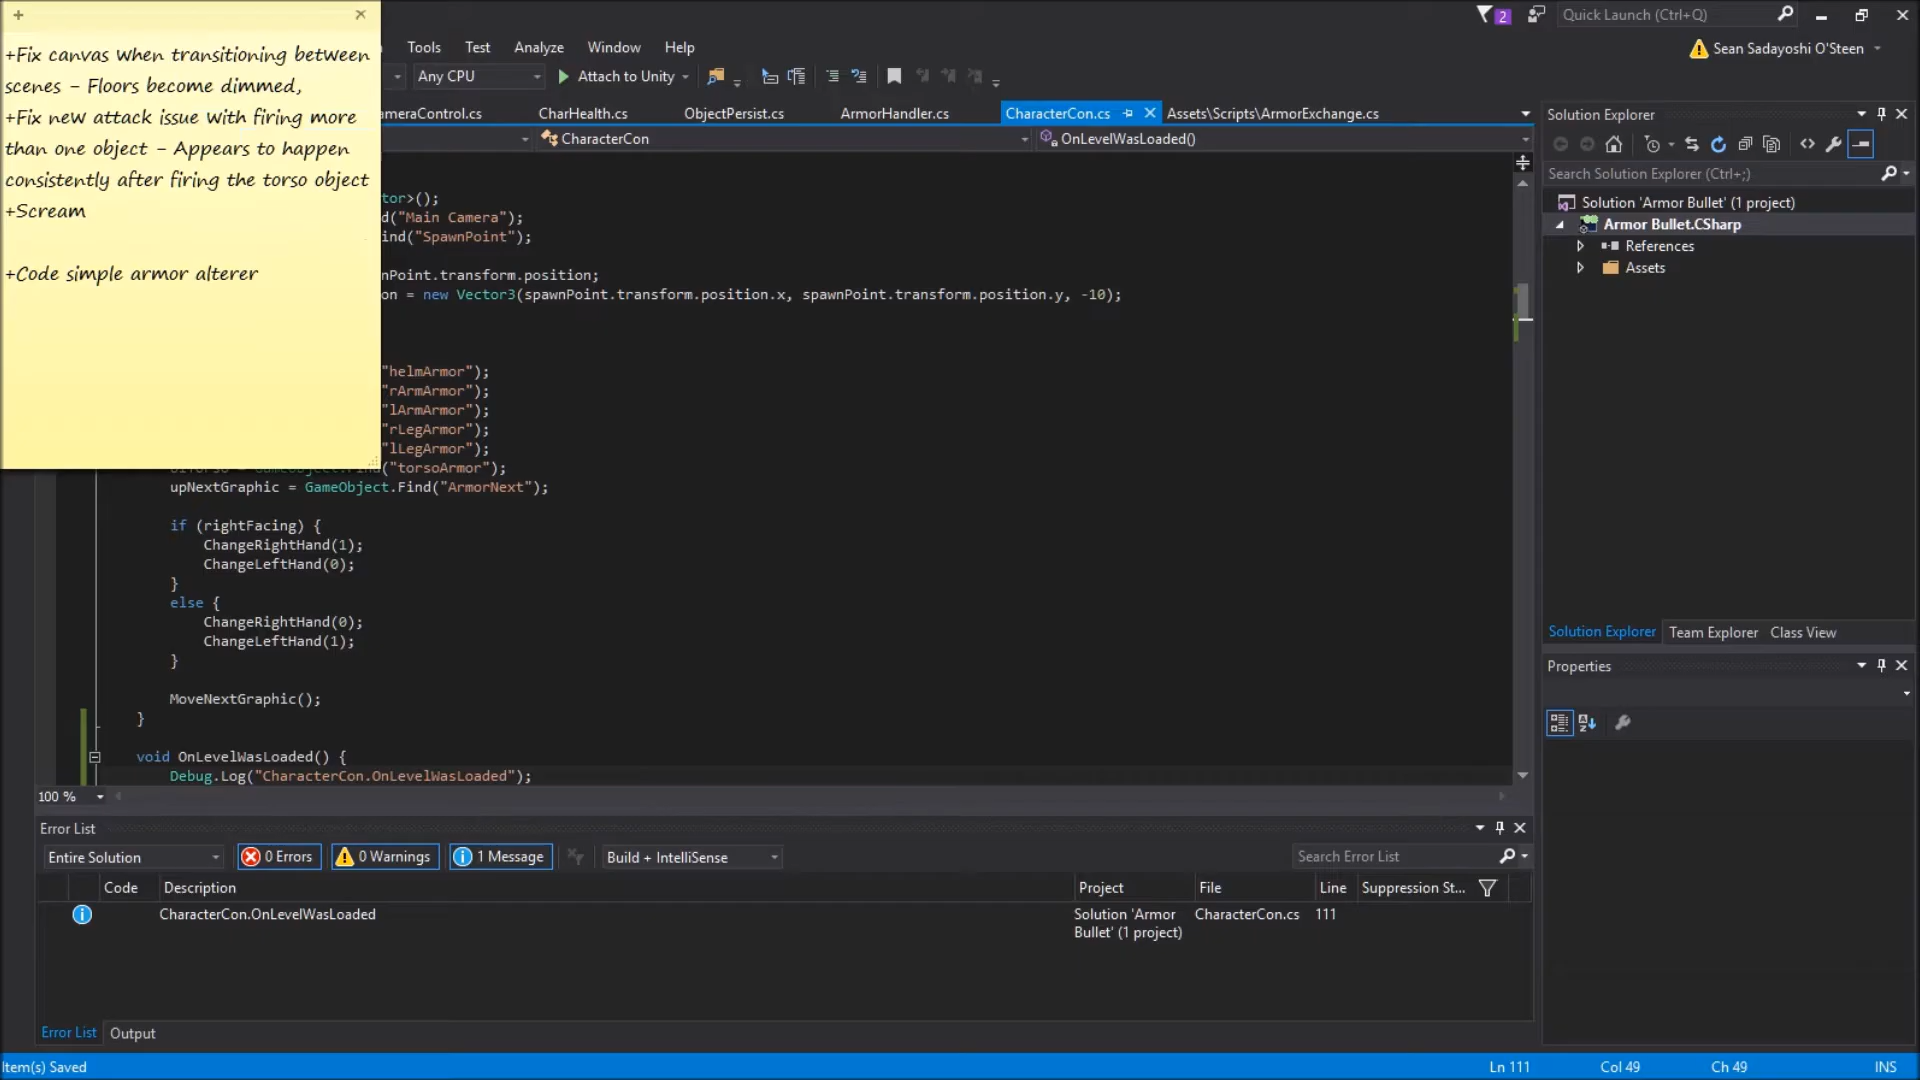 +Fix canvas when transitioning between
scenes - Floors become dimmed,
+Fix new attack issue with firing more
than one object - Appears to happen
consistently after firing the torso object
+Scream
+Code simple armor alterer
2
Quick Launch (Ctrl+Q)
Tools Test Analyze Window Help
Sean Sadayoshi O'Steen
Any CPU
Attach to Unity
ameraControl.cs CharHealth.cs ObjectPersist.cs ArmorHandler.cs CharacterCon.cs Assets\Scripts\ArmorExchange.cs
CharacterCon OnLevelWasLoaded()
tor>();
d("Main Camera");
ind("SpawnPoint");
nPoint.transform.position;
on = new Vector3(spawnPoint.transform.position.x, spawnPoint.transform.position.y, -10);
"helmArmor");
"rArmArmor");
"lArmArmor");
"rLegArmor");
"lLegArmor");
("torsoArmor");
upNextGraphic = GameObject.Find("ArmorNext");
if (rightFacing) {
ChangeRightHand(1);
ChangeLeftHand(0);
}
else {
ChangeRightHand(0);
ChangeLeftHand(1);
}
MoveNextGraphic();
}
void OnLevelWasLoaded() {
Debug.Log("CharacterCon.OnLevelWasLoaded");
100 %
Solution Explorer
Search Solution Explorer (Ctrl+;)
Solution 'Armor Bullet' (1 project)
Armor Bullet.CSharp
References
Assets
Solution Explorer Team Explorer Class View
Properties
Error List
Entire Solution 0 Errors 0 Warnings 1 Message Build + IntelliSense Search Error List
Code Description Project File Line Suppression St...
CharacterCon.OnLevelWasLoaded Solution 'Armor CharacterCon.cs 111
Bullet' (1 project)
Error List Output
Item(s) Saved Ln 111 Col 49 Ch 49 INS